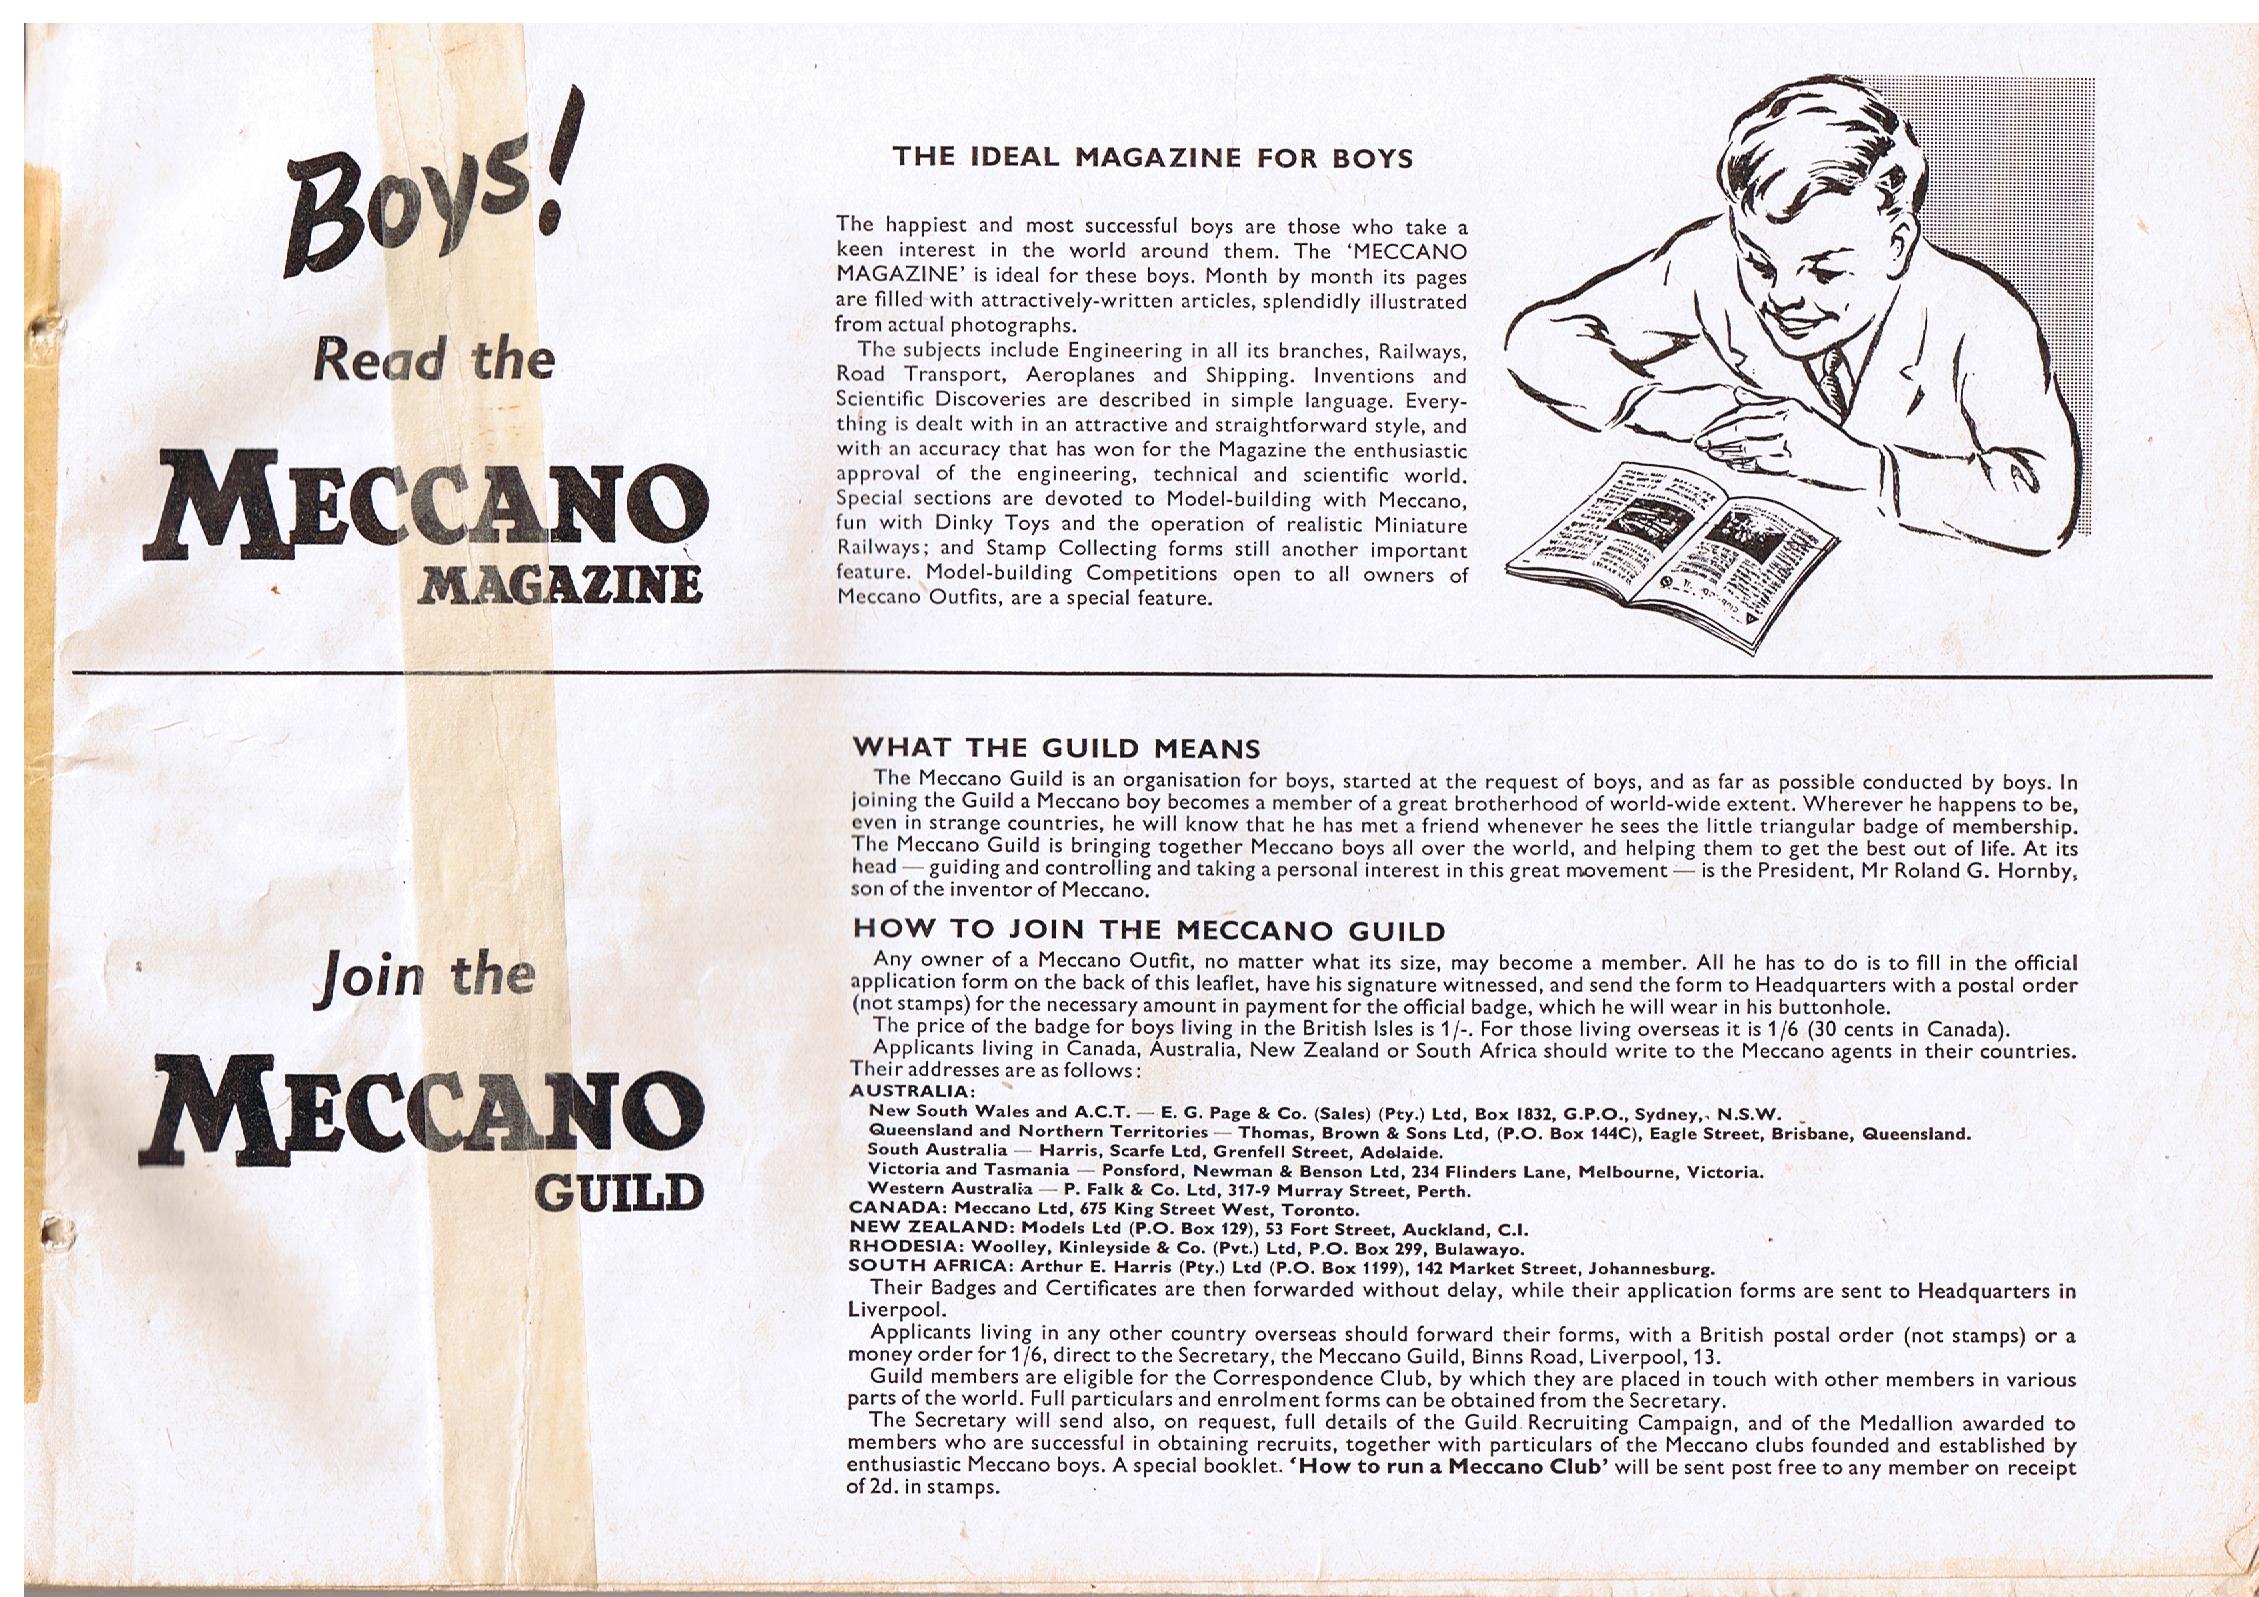 Boys!
Read the
MECCANO
MAGAZINE
THE IDEAL MAGAZINE FOR BOYS
The happiest and most successful boys are those who take a
keen interest in the world around them. The ‘MECCANO
MAGAZINE’ is ideal for these boys. Month by month its pages
are filled with attractively-written articles, splendidly illustrated
from actual photographs.
The subjects include Engineering in all its branches, Railways,
Road Transport, Aeroplanes and Shipping. Inventions and
Scientific Discoveries are described in simple language. Every-
thing is dealt with in an attractive and straightforward style, and
with an accuracy that has won for the Magazine the enthusiastic
approval of the engineering, technical and scientific world.
Special sections are devoted to Model-building with Meccano,
fun with Dinky Toys and the operation of realistic Miniature
Railways; and Stamp Collecting forms still another important
feature. Model-building Competitions open to all owners of
Meccano Outfits, are a special feature.
Join the
MECCANO
GUILD
WHAT THE GUILD MEANS
The Meccano Guild is an organisation for boys, started at the request of boys, and as far as possible conducted by boys. In
joining the Guild a Meccano boy becomes a member of a great brotherhood of world-wide extent. Wherever he happens to be,
even in strange countries, he will know that he has met a friend whenever he sees the little triangular badge of membership.
The Meccano Guild is bringing together Meccano boys all over the world, and helping them to get the best out of life. At its
head — guiding and controlling and taking a personal interest in this great movement — is the President, Mr Roland G. Hornby,
son of the inventor of Meccano.
HOW TO JOIN THE MECCANO GUILD
Any owner of a Meccano Outfit, no matter what its size, may become a member. All he has to do is to fill in the official
application form on the back of this leaflet, have his signature witnessed, and send the form to Headquarters with a postal order
(not stamps) for the necessary amount in payment for the official badge, which he will wear in his buttonhole.
The price of the badge for boys living in the British Isles is 1/-. For those living overseas it is 1/6 (30 cents in Canada).
Applicants living in Canada, Australia, New Zealand or South Africa should write to the Meccano agents in their countries.
Their addresses are as follows:
AUSTRALIA:
New South Wales and A.C.T. — E. G. Page & Co. (Sales) (Pty.) Ltd, Box 1832, G.P.O., Sydney, N.S.W.
Queensland and Northern Territories — Thomas, Brown & Sons Ltd, (P.O. Box 144C), Eagle Street, Brisbane, Queensland.
South Australia — Harris, Scarfe Ltd, Grenfell Street, Adelaide.
Victoria and Tasmania — Ponsford, Newman & Benson Ltd, 234 Flinders Lane, Melbourne, Victoria.
Western Australia — P. Falk & Co. Ltd, 317-9 Murray Street, Perth.
CANADA: Meccano Ltd, 675 King Street West, Toronto.
NEW ZEALAND: Models Ltd (P.O. Box 129), 53 Fort Street, Auckland, C.I.
RHODESIA: Woolley, Kinleyside & Co. (Pvt.) Ltd, P.O. Box 299, Bulawayo.
SOUTH AFRICA: Arthur E. Harris (Pty.) Ltd (P.O. Box 1199), 142 Market Street, Johannesburg.
Their Badges and Certificates are then forwarded without delay, while their application forms are sent to Headquarters in
Liverpool.
Applicants living in any other country overseas should forward their forms, with a British postal order (not stamps) or a
money order for 1/6, direct to the Secretary, the Meccano Guild, Binns Road, Liverpool, 13.
Guild members are eligible for the Correspondence Club, by which they are placed in touch with other members in various
parts of the world. Full particulars and enrolment forms can be obtained from the Secretary.
The Secretary will send also, on request, full details of the Guild Recruiting Campaign, and of the Medallion awarded to
members who are successful in obtaining recruits, together with particulars of the Meccano clubs founded and established by
enthusiastic Meccano boys. A special booklet. ‘How to run a Meccano Club’ will be sent post free to any member on receipt
of 2d. in stamps.